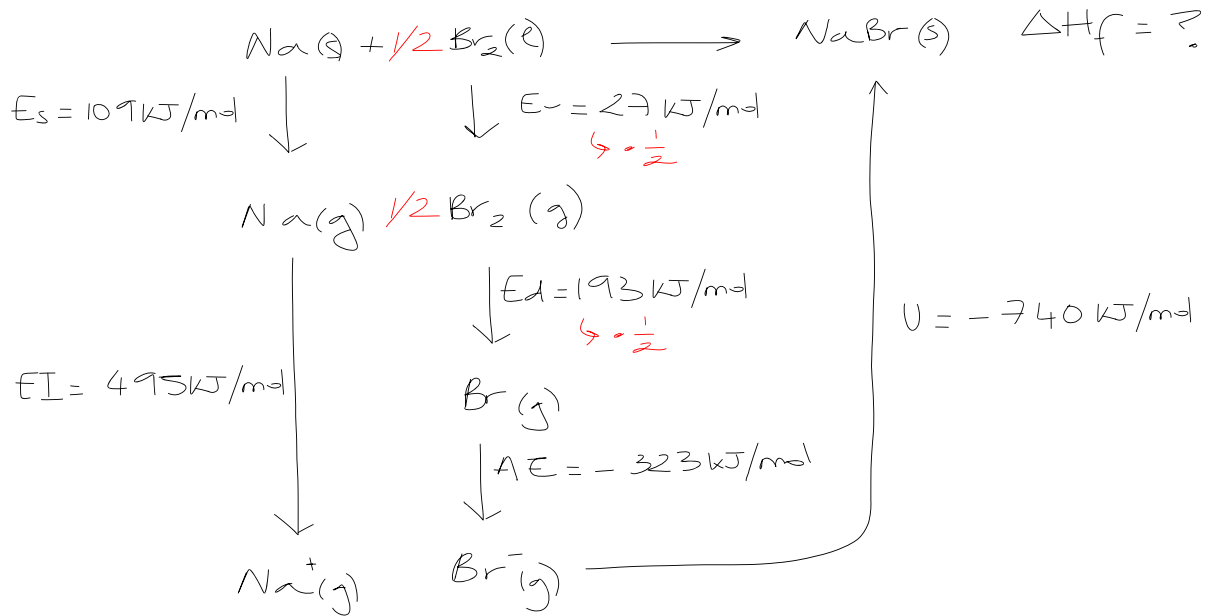 Na(s) + 1/2 Br₂(l) ⟶ NaBr(s) ΔHf = ?
Es = 109 kJ/mol
Ev = 27 kJ/mol
↳ · 1/2
Na(g) 1/2 Br₂ (g)
Ed = 193 kJ/mol
↳ · 1/2
U = - 740 kJ/mol
EI = 495 kJ/mol
Br (g)
AE = - 323 kJ/mol
Na⁺(g) Br⁻(g)